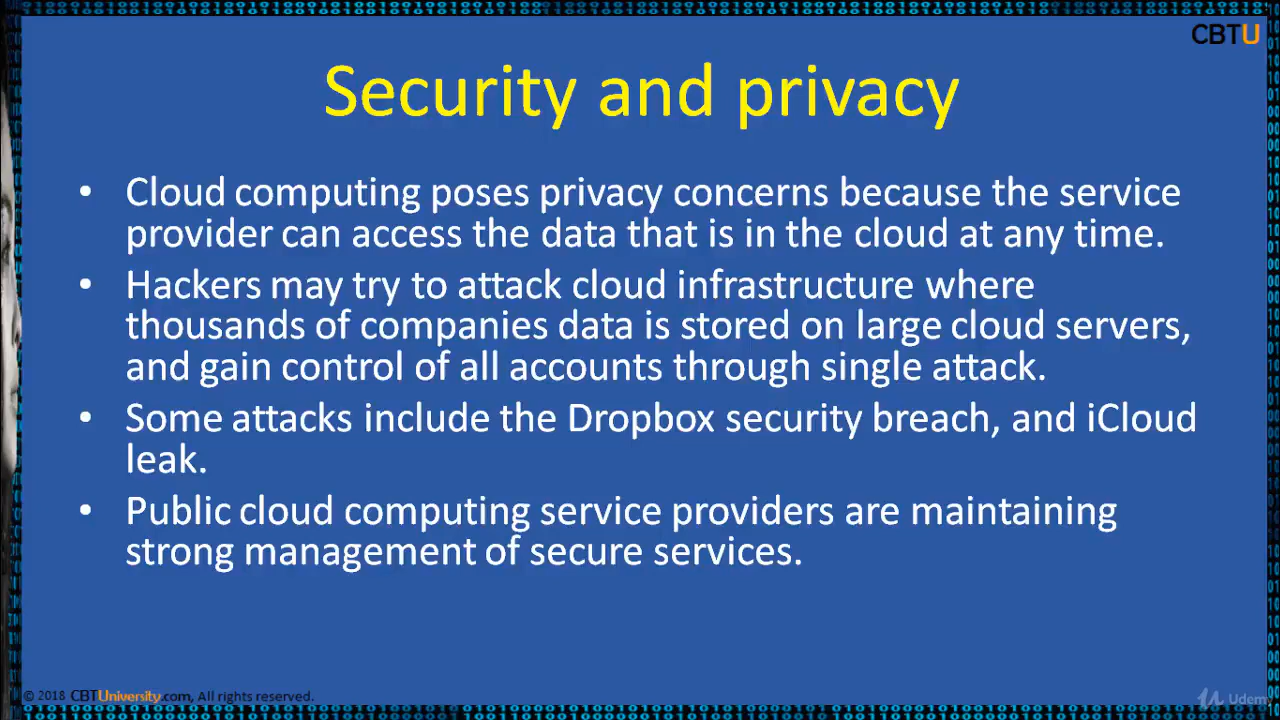 CBTU
Security and privacy
• Cloud computing poses privacy concerns because the service
provider can access the data that is in the cloud at any time.
• Hackers may try to attack cloud infrastructure where
thousands of companies data is stored on large cloud servers,
and gain control of all accounts through single attack.
• Some attacks include the Dropbox security breach, and iCloud
leak.
• Public cloud computing service providers are maintaining
strong management of secure services.
© 2018 CBTUniversity.com, All rights reserved.
Udemy